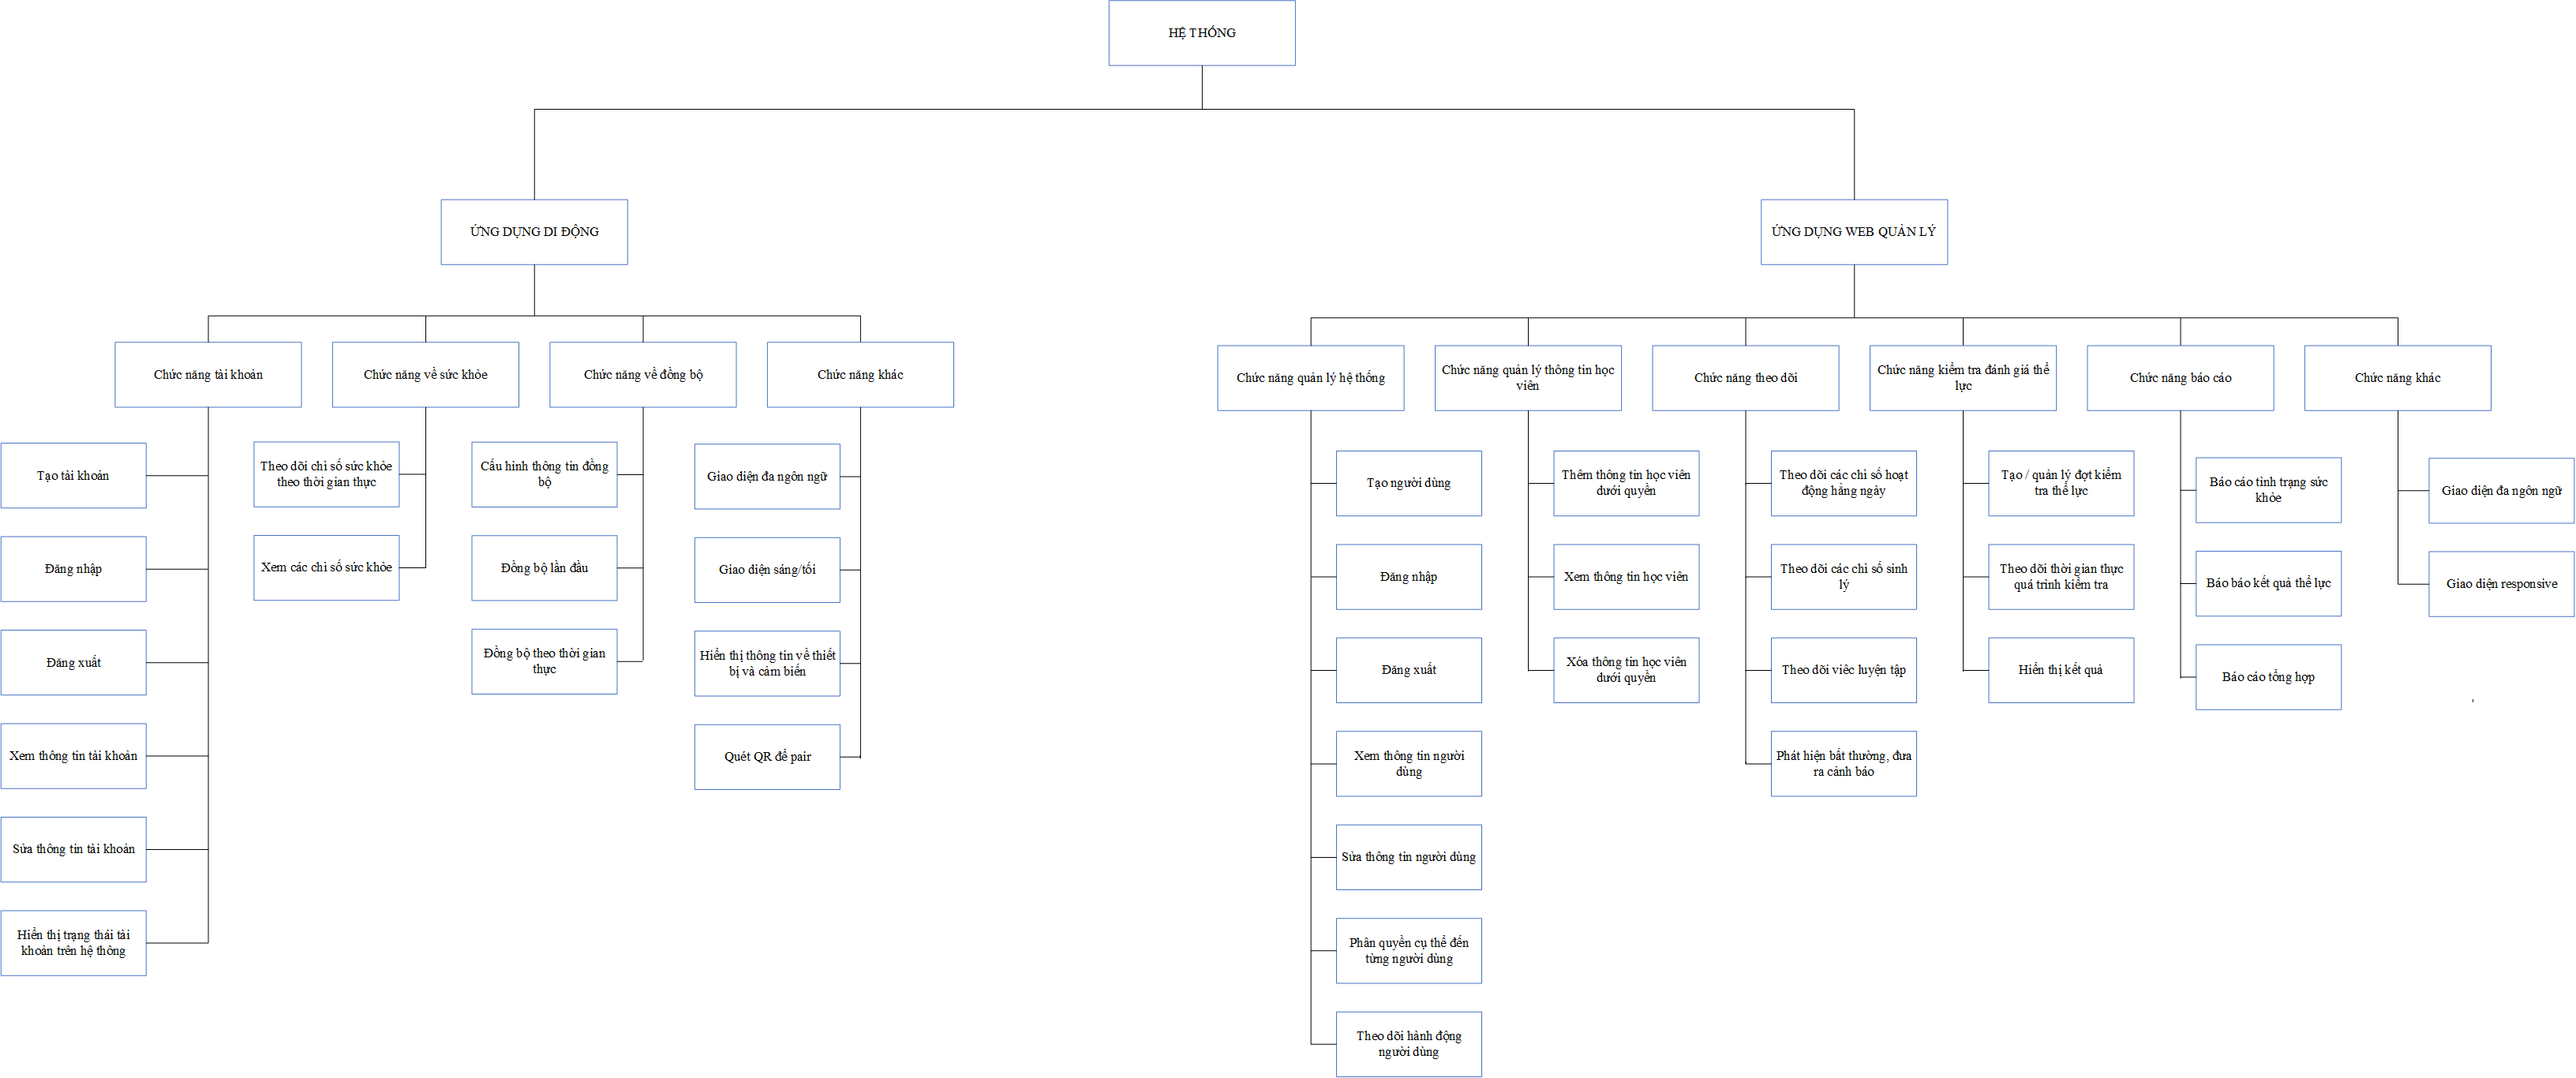 HỆ THỐNG
ỨNG DỤNG DI ĐỘNG
ỨNG DỤNG WEB QUẢN LÝ
Chức năng tài khoản
Chức năng về sức khỏe
Chức năng về đồng bộ
Chức năng khác
Chức năng quản lý hệ thống
Chức năng quản lý thông tin học
viên
Chức năng theo dõi
Chức năng kiểm tra đánh giá thể
lực
Chức năng báo cáo
Chức năng khác
Tạo tài khoản
Đăng nhập
Đăng xuất
Xem thông tin tài khoản
Sửa thông tin tài khoản
Hiển thị trạng thái tài
khoản trên hệ thông
Theo dõi chỉ số sức khỏe
theo thời gian thực
Xem các chỉ số sức khỏe
Cấu hình thông tin đồng
bộ
Đồng bộ lần đầu
Đồng bộ theo thời gian
thực
Giao diện đa ngôn ngữ
Giao diện sáng/tối
Hiển thị thông tin về thiết
bị và cảm biến
Quét QR để pair
Tạo người dùng
Đăng nhập
Đăng xuất
Xem thông tin người
dùng
Sửa thông tin người dùng
Phân quyền cụ thể đến
từng người dùng
Theo dõi hành động
người dùng
Thêm thông tin học viên
dưới quyền
Xem thông tin học viên
Xóa thông tin học viên
dưới quyền
Theo dõi các chỉ số hoạt
động hằng ngày
Theo dõi các chỉ số sinh
lý
Theo dõi viêc luyện tập
Phát hiện bất thường, đưa
ra cảnh báo
Tạo / quản lý đợt kiểm
tra thể lực
Theo dõi thời gian thực
quá trình kiểm tra
Hiển thị kết quả
Báo cáo tình trạng sức
khỏe
Báo báo kết quả thể lực
Báo cáo tổng hợp
Giao diện đa ngôn ngữ
Giao diện responsive